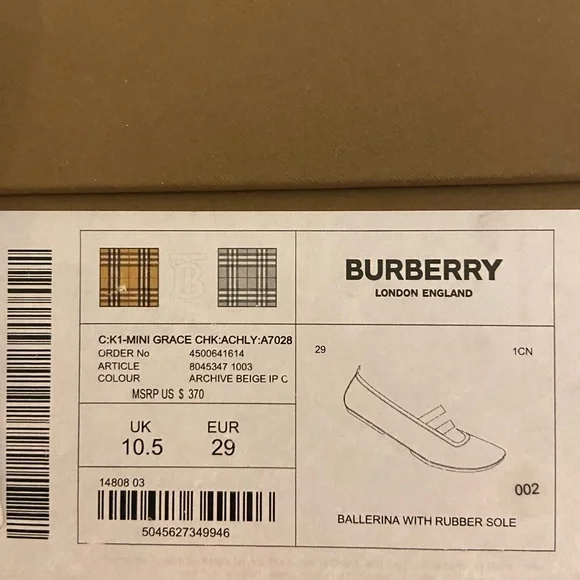 BURBERRY
LONDON ENGLAND
C:K1-MINI GRACE CHK:ACHLY:A7028
ORDER No 4500641614
ARTICLE 8045347 1003
COLOUR ARCHIVE BEIGE IP C
MSRP US $ 370
UK EUR
10.5 29
14808 03
5045627349946
29 1CN
002
BALLERINA WITH RUBBER SOLE